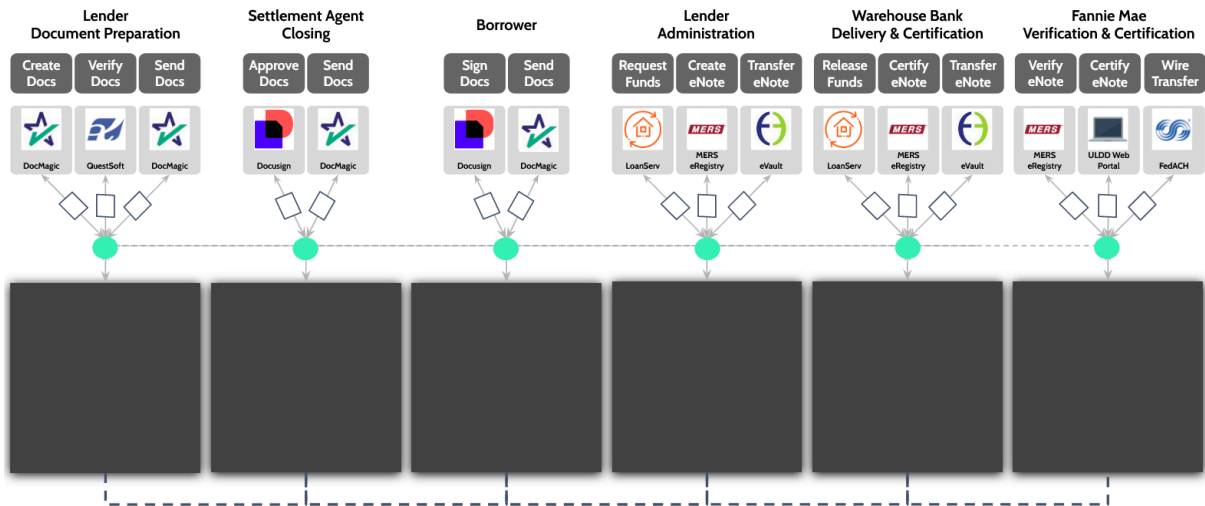 Lender
Document Preparation
Settlement Agent
Closing
Borrower
Lender
Administration
Warehouse Bank
Delivery & Certification
Fannie Mae
Verification & Certification
Create
Docs
Verify
Docs
Send
Docs
Approve
Docs
Send
Docs
Sign
Docs
Send
Docs
Request
Funds
Create
eNote
Transfer
eNote
Release
Funds
Certify
eNote
Transfer
eNote
Verify
eNote
Certify
eNote
Wire
Transfer
DocMagic
QuestSoft
DocMagic
Docusign
DocMagic
Docusign
DocMagic
LoanServ
MERS
MERS
eRegistry
eVault
LoanServ
MERS
MERS
eRegistry
eVault
MERS
MERS
eRegistry
ULDD Web
Portal
FedACH